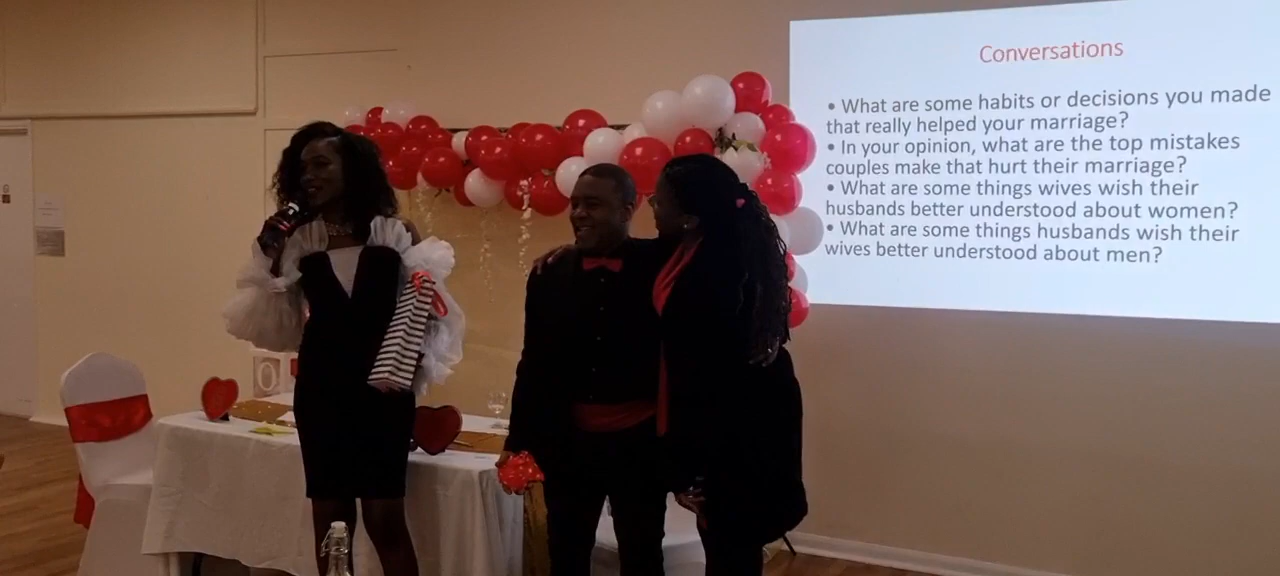 Conversations
• What are some habits or decisions you made
that really helped your marriage?
• In your opinion, what are the top mistakes
couples make that hurt their marriage?
• What are some things wives wish their
husbands better understood about women?
• What are some things husbands wish their
wives better understood about men?